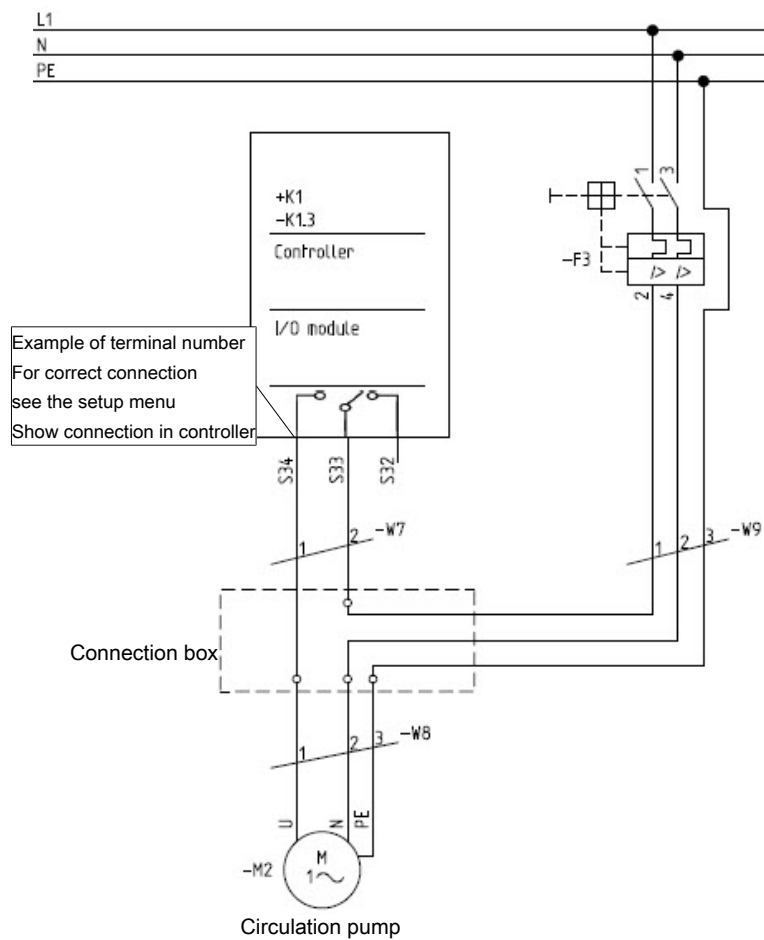 L1
N
PE
1 3
+K1
-K1.3
Controller
-F3
I> I>
2 4
I/O module
Example of terminal number
For correct connection
see the setup menu
Show connection in controller
S34 S33 S32
1 2 -W7
1 2 3 -W9
Connection box
1 2 3 -W8
U N PE
-M2
M
1~
Circulation pump